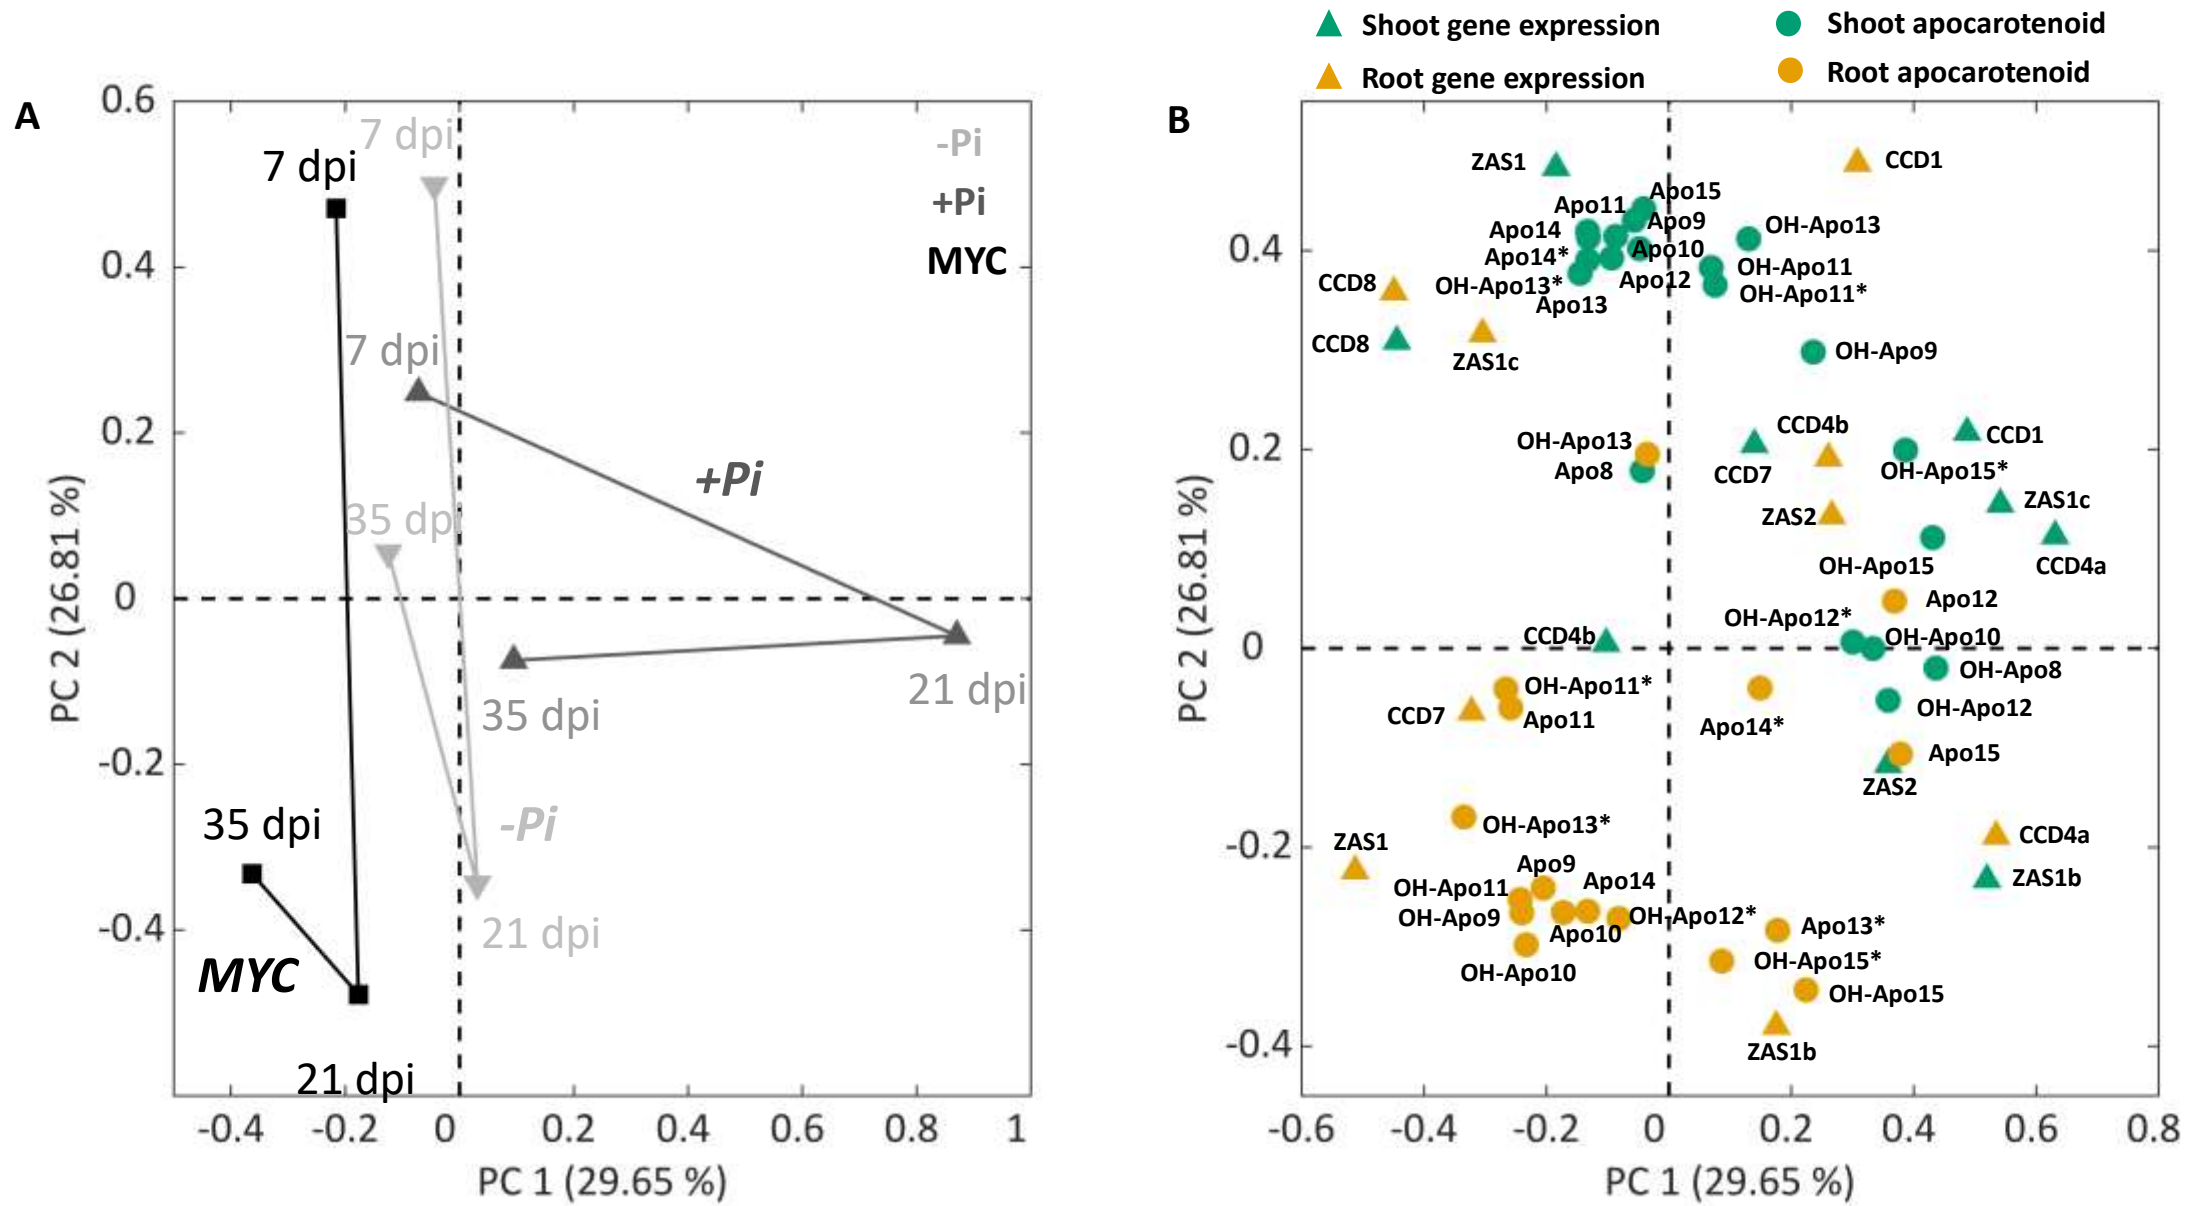 Shoot gene expression
Shoot apocarotenoid
Root gene expression
Root apocarotenoid
A
0.6
0.4
0.2
0
-0.2
-0.4
PC 2 (26.81 %)
7 dpi
7 dpi
-Pi
+Pi
MYC
7 dpi
+Pi
35 dpi
35 dpi
21 dpi
35 dpi
-Pi
21 dpi
MYC
21 dpi
-0.4
-0.2
0
0.2
0.4
0.6
0.8
1
PC 1 (29.65 %)
B
0.4
0.2
0
-0.2
-0.4
PC 2 (26.81 %)
ZAS1
CCD1
Apo15
Apo11
Apo9
Apo14
OH-Apo13
Apo10
Apo14*
OH-Apo11
Apo12
CCD8
OH-Apo13*
OH-Apo11*
Apo13
CCD8
ZAS1c
OH-Apo9
CCD4b
CCD1
OH-Apo13
Apo8
CCD7
OH-Apo15*
ZAS1c
ZAS2
OH-Apo15
CCD4a
Apo12
OH-Apo12*
CCD4b
OH-Apo10
OH-Apo8
OH-Apo11*
CCD7
Apo11
OH-Apo12
Apo14*
Apo15
ZAS2
OH-Apo13*
CCD4a
ZAS1
Apo9
Apo14
ZAS1b
OH-Apo11
OH-Apo9
OH-Apo12*
Apo10
Apo13*
OH-Apo10
OH-Apo15*
OH-Apo15
ZAS1b
-0.6
-0.4
-0.2
0
0.2
0.4
0.6
0.8
PC 1 (29.65 %)